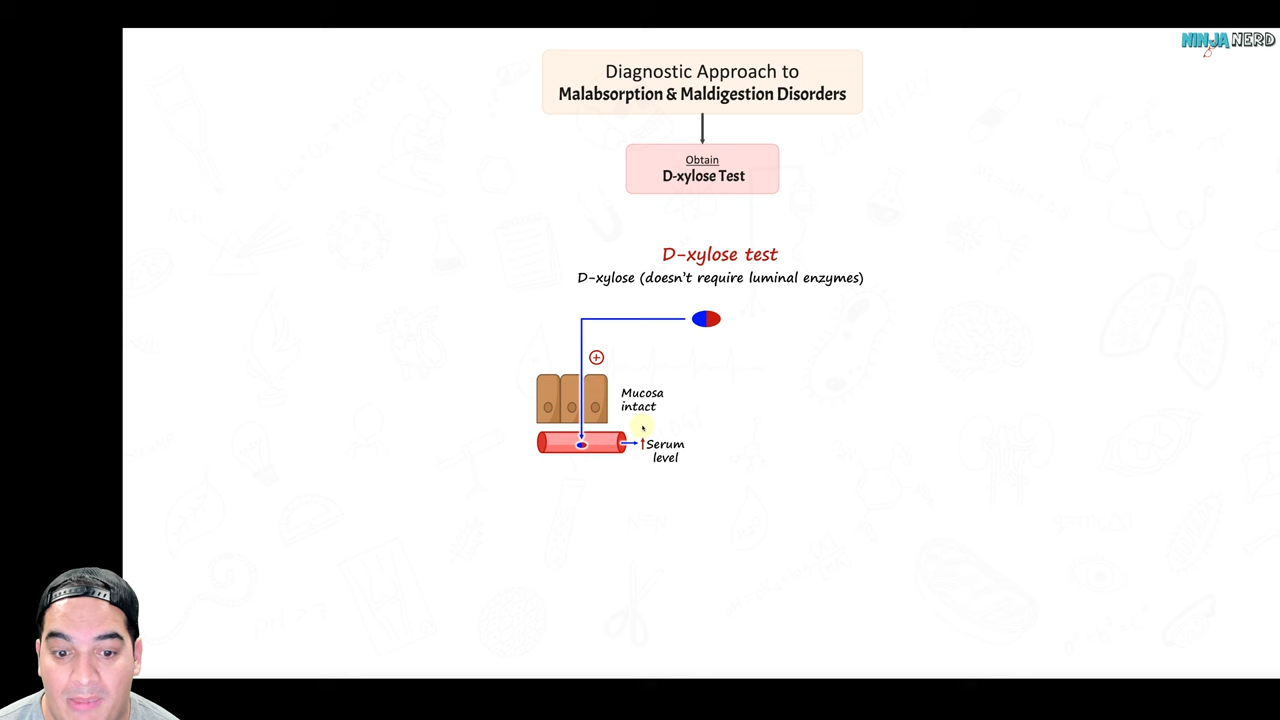 NINJA NERD
Diagnostic Approach to
Malabsorption & Maldigestion Disorders
Obtain
D-xylose Test
D-xylose test
D-xylose (doesn't require luminal enzymes)
+
Mucosa
intact
↑Serum
level